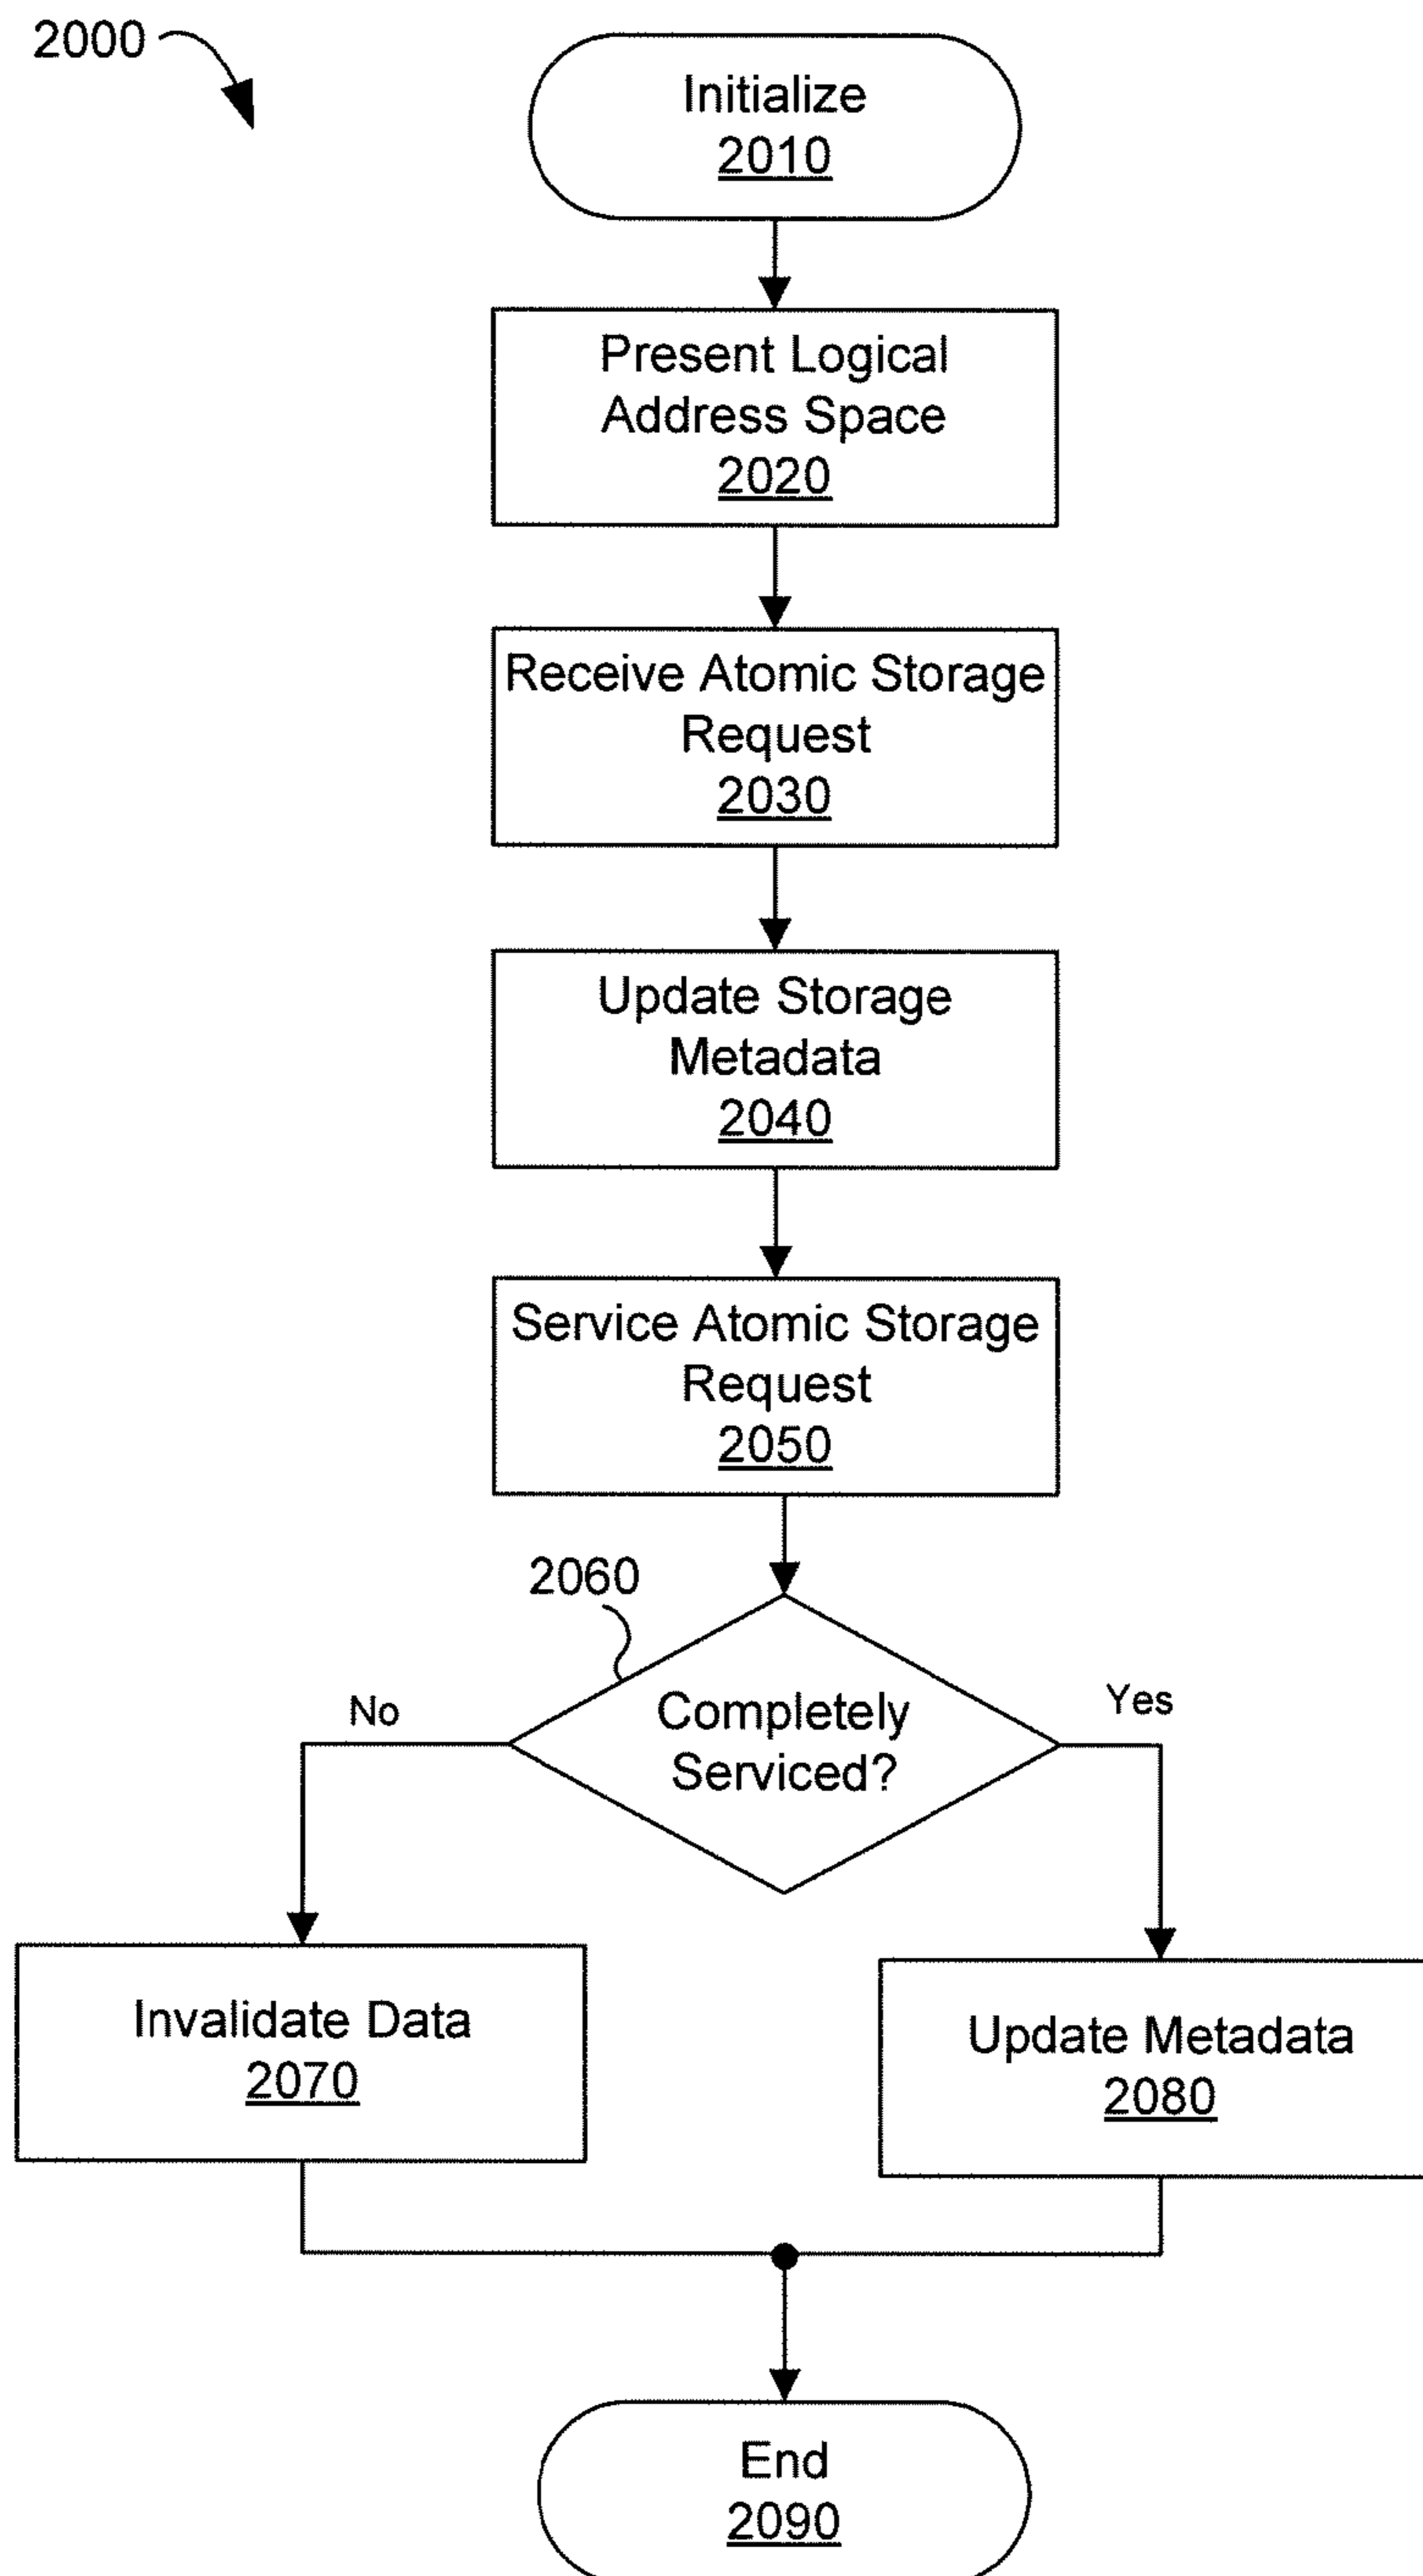 2000
Initialize
2010
Present Logical
Address Space
2020
Receive Atomic Storage
Request
2030
Update Storage
Metadata
2040
Service Atomic Storage
Request
2050
2060
No
Completely
Serviced?
Yes
Invalidate Data
2070
Update Metadata
2080
End
2090